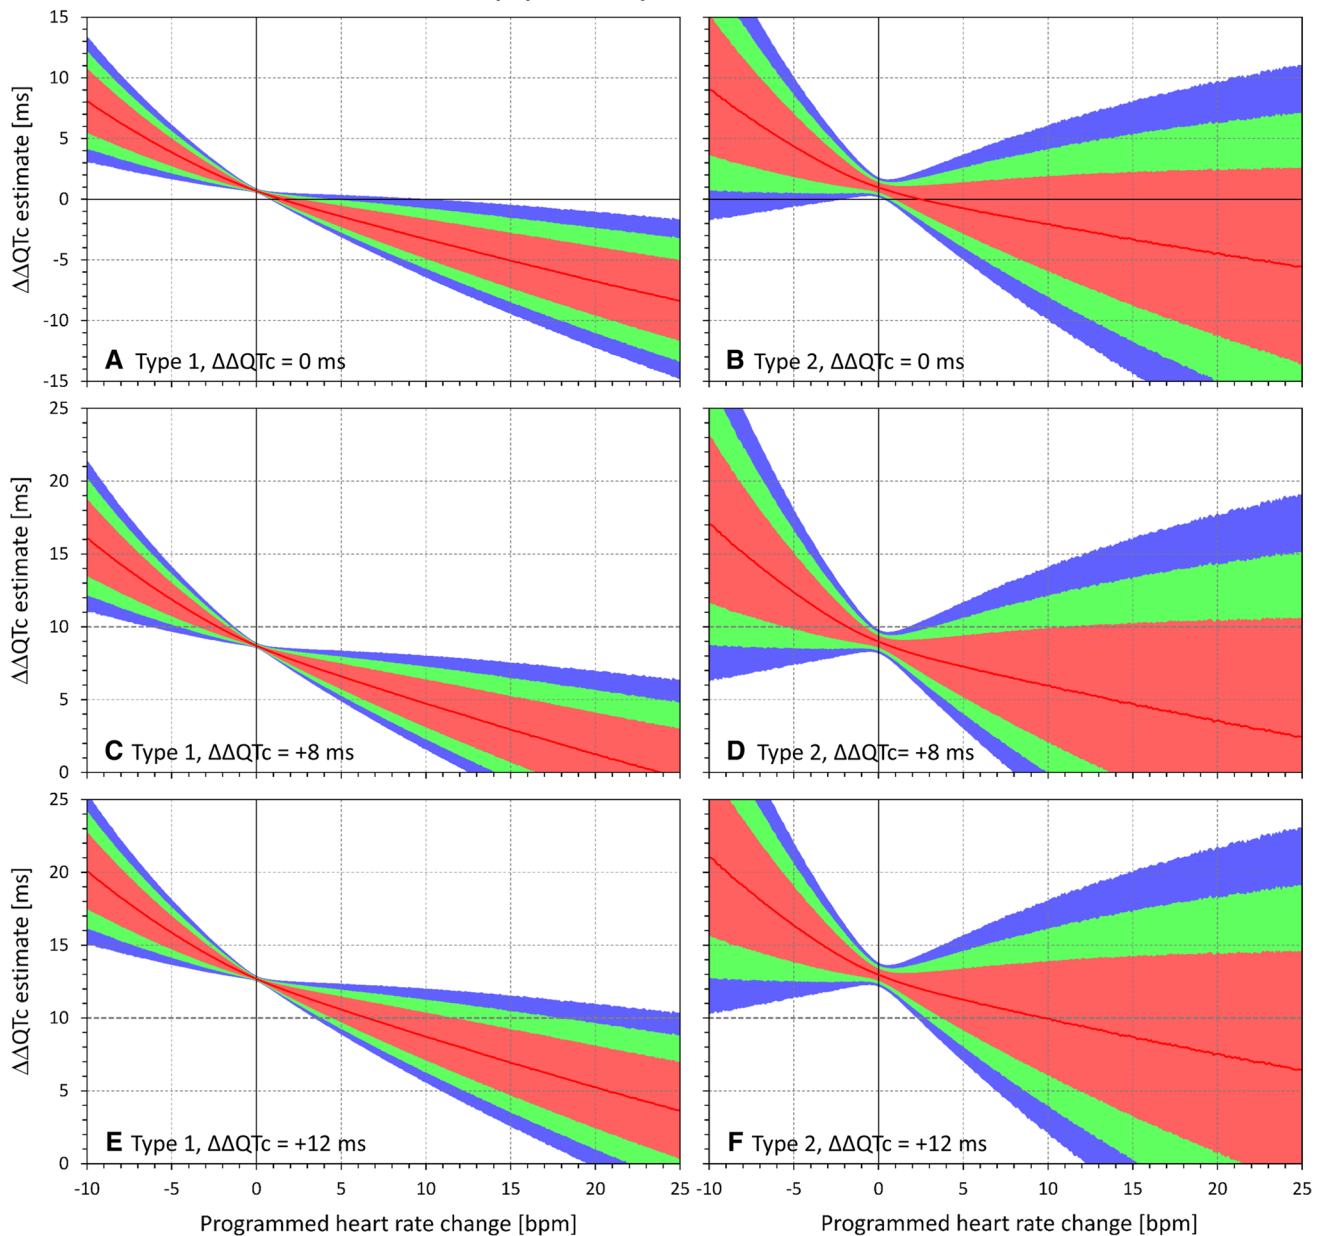 15
10
5
0
-5
-10
-15
ΔΔQTc estimate [ms]
A Type 1, ΔΔQTc = 0 ms
B Type 2, ΔΔQTc = 0 ms
25
20
15
10
5
0
ΔΔQTc estimate [ms]
C Type 1, ΔΔQTc = +8 ms
D Type 2, ΔΔQTc= +8 ms
25
20
15
10
5
0
ΔΔQTc estimate [ms]
E Type 1, ΔΔQTc = +12 ms
F Type 2, ΔΔQTc = +12 ms
-10 -5 0 5 10 15 20 25
-10 -5 0 5 10 15 20 25
Programmed heart rate change [bpm]
Programmed heart rate change [bpm]